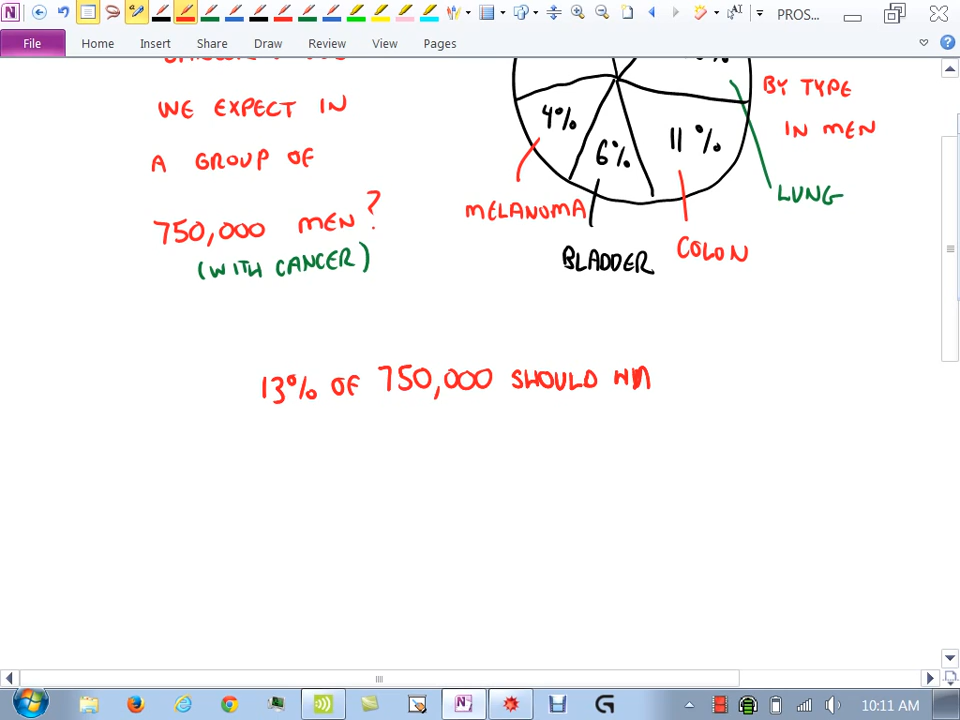 PROS...
File
Home
Insert
Share
Draw
Review
View
Pages
WE EXPECT IN
A GROUP OF
750,000 MEN?
(WITH CANCER)
4%
6%
11%
BY TYPE
IN MEN
LUNG
MELANOMA
BLADDER
COLON
13% OF 750,000 SHOULD
10:11 AM